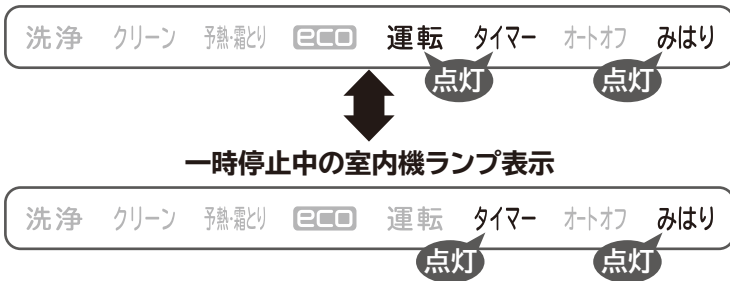 洗浄 クリーン 予熱・霜とり eco 運転 タイマー オートオフ みはり
点灯 点灯
一時停止中の室内機ランプ表示
洗浄 クリーン 予熱・霜とり eco 運転 タイマー オートオフ みはり
点灯 点灯